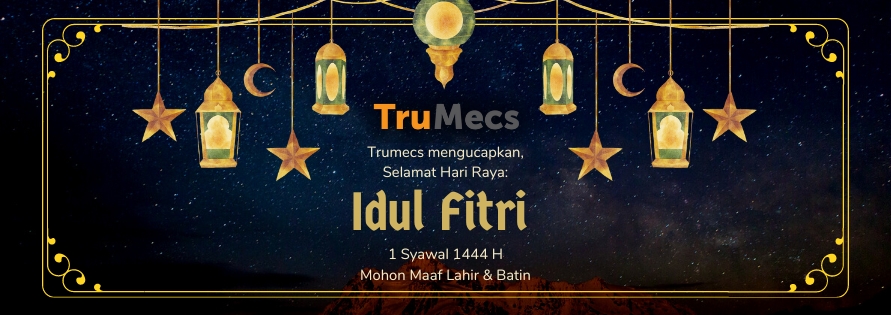 TruMecs
Trumecs mengucapkan,
Selamat Hari Raya:
Idul Fitri
1 Syawal 1444 H
Mohon Maaf Lahir & Batin